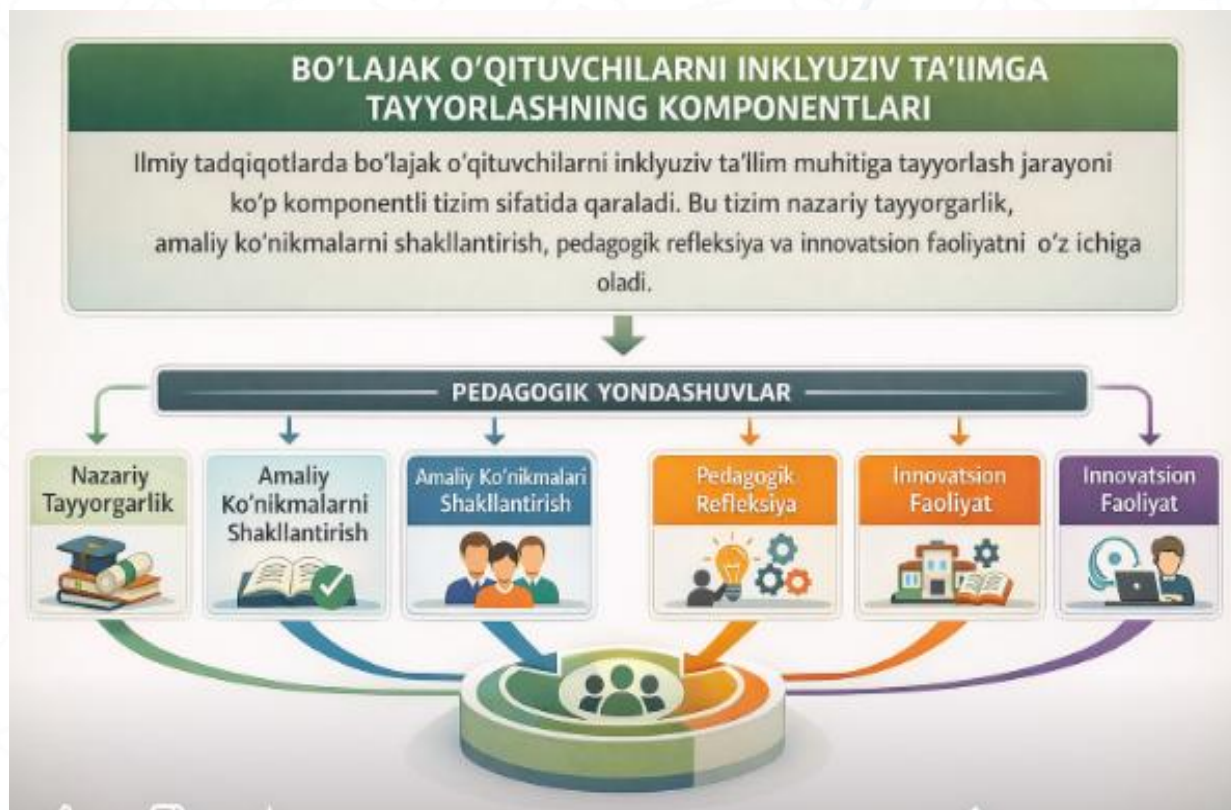 BO'LAJAK O'QITUVCHILARNI INKLYUZIV TA'LIMGA
TAYYORLASHNING KOMPONENTLARI
Ilmiy tadqiqotlarda bo'lajak o'qituvchilarni inklyuziv ta'lim muhitiga tayyorlash jarayoni
ko'p komponentli tizim sifatida qaraladi. Bu tizim nazariy tayyorgarlik,
amaliy ko'nikmalarni shakllantirish, pedagogik refleksiya va innovatsion faoliyatni o'z ichiga
oladi.
PEDAGOGIK YONDASHUVLAR
Nazariy
Tayyorgarlik
Amaliy
Ko'nikmalarni
Shakllantirish
Amaliy Ko'nikmalari
Shakllantirish
Pedagogik
Refleksiya
Innovatsion
Faoliyat
Innovatsion
Faoliyat